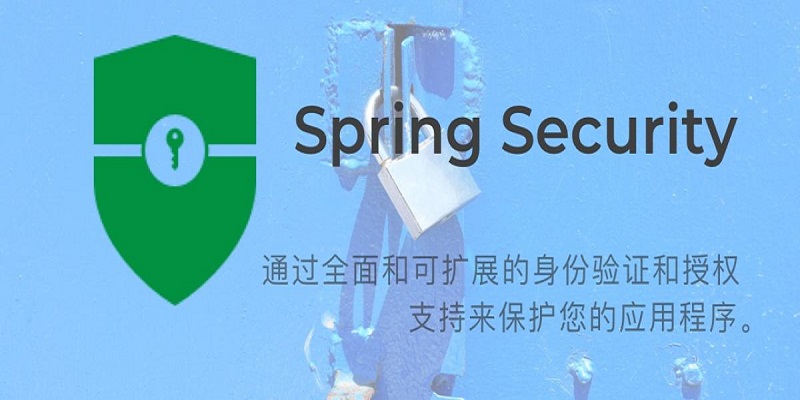 Spring Security
通过全面和可扩展的身份验证和授权
支持来保护您的应用程序。